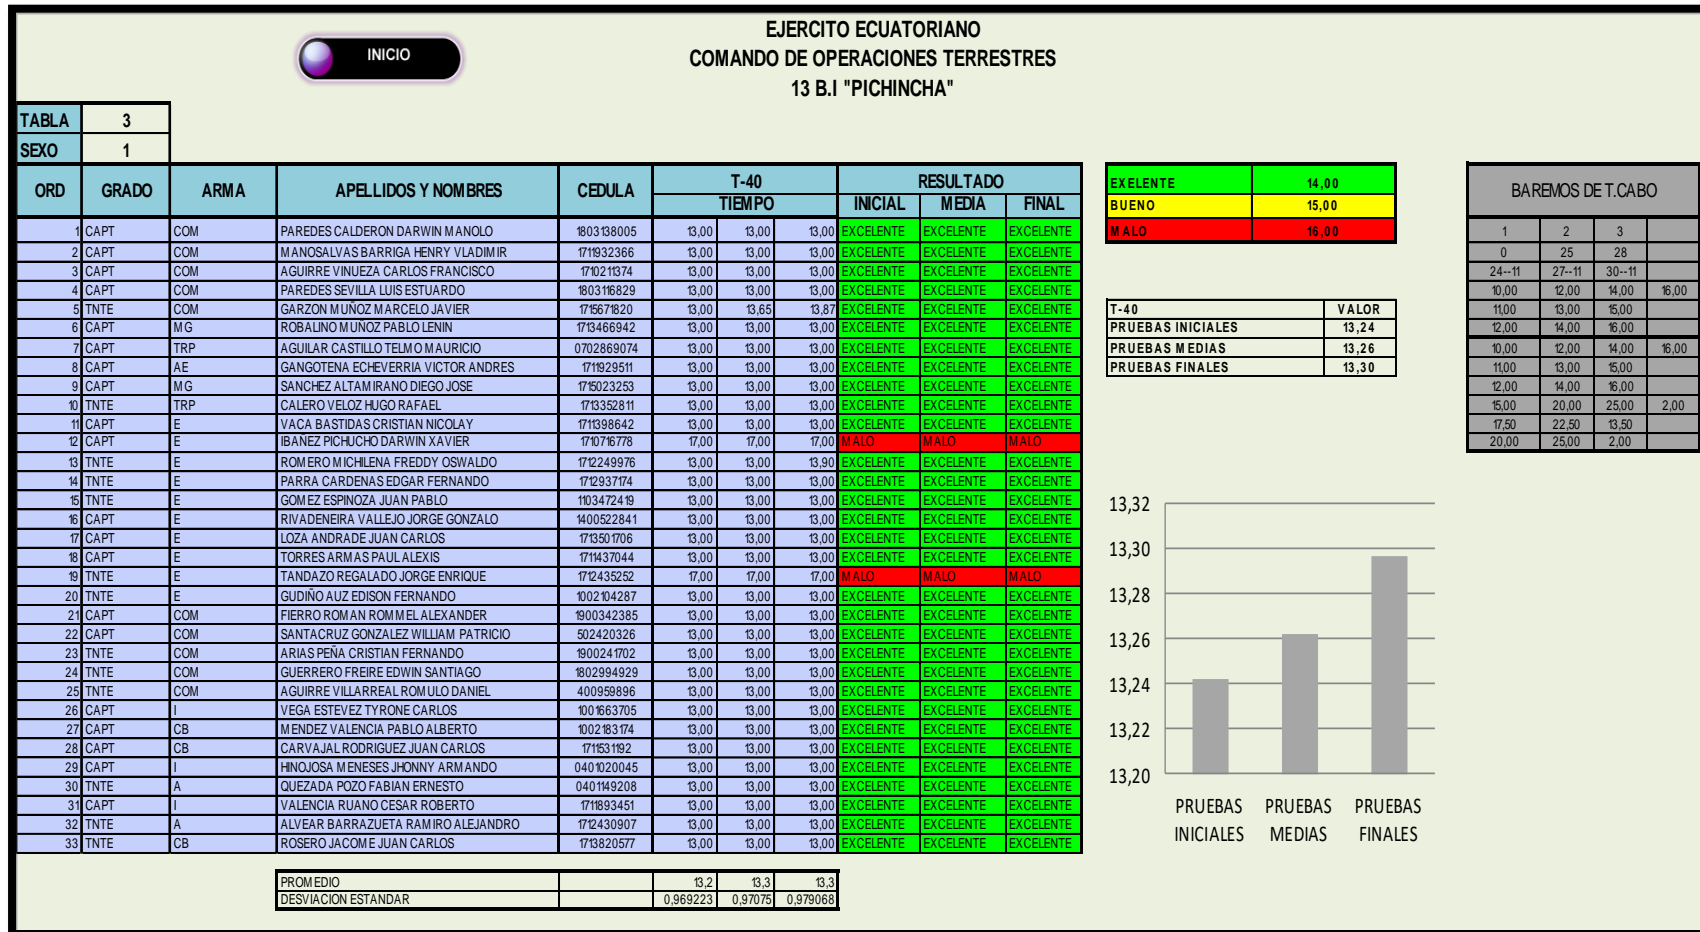 EJERCITO ECUATORIANO
INICIO
COMANDO DE OPERACIONES TERRESTRES
13 B.I "PICHINCHA"
TABLA 3
SEXO 1
ORD GRADO ARMA APELLIDOS Y NOMBRES CEDULA T-40 RESULTADO
TIEMPO INICIAL MEDIA FINAL
1 CAPT COM PAREDES CALDERON DARWIN MANOLO 1803138005 13,00 13,00 13,00 EXCELENTE EXCELENTE EXCELENTE
2 CAPT COM MANOSALVAS BARRIGA HENRY VLADIMIR 1711932366 13,00 13,00 13,00 EXCELENTE EXCELENTE EXCELENTE
3 CAPT COM AGUIRRE VINUEZA CARLOS FRANCISCO 1710211374 13,00 13,00 13,00 EXCELENTE EXCELENTE EXCELENTE
4 CAPT COM PAREDES SEVILLA LUIS ESTUARDO 1803116829 13,00 13,00 13,00 EXCELENTE EXCELENTE EXCELENTE
5 TNTE COM GARZON MUÑOZ MARCELO JAVIER 1715671820 13,00 13,65 13,87 EXCELENTE EXCELENTE EXCELENTE
6 CAPT MG ROBALINO MUÑOZ PABLO LENIN 1713466942 13,00 13,00 13,00 EXCELENTE EXCELENTE EXCELENTE
7 CAPT TRP AGUILAR CASTILLO TELMO MAURICIO 0702869074 13,00 13,00 13,00 EXCELENTE EXCELENTE EXCELENTE
8 CAPT AE GANGOTENA ECHEVERRIA VICTOR ANDRES 1711929511 13,00 13,00 13,00 EXCELENTE EXCELENTE EXCELENTE
9 CAPT MG SANCHEZ ALTAMIRANO DIEGO JOSE 1715023253 13,00 13,00 13,00 EXCELENTE EXCELENTE EXCELENTE
10 TNTE TRP CALERO VELOZ HUGO RAFAEL 1713352811 13,00 13,00 13,00 EXCELENTE EXCELENTE EXCELENTE
11 CAPT E VACA BASTIDAS CRISTIAN NICOLAY 1711398642 13,00 13,00 13,00 EXCELENTE EXCELENTE EXCELENTE
12 CAPT E IBAÑEZ PICHUCHO DARWIN XAVIER 1710716778 17,00 17,00 17,00 MALO MALO MALO
13 TNTE E ROMERO MICHILENA FREDDY OSWALDO 1712249976 13,00 13,00 13,90 EXCELENTE EXCELENTE EXCELENTE
14 TNTE E PARRA CARDENAS EDGAR FERNANDO 1712937174 13,00 13,00 13,00 EXCELENTE EXCELENTE EXCELENTE
15 TNTE E GOMEZ ESPINOZA JUAN PABLO 1103472419 13,00 13,00 13,00 EXCELENTE EXCELENTE EXCELENTE
16 CAPT E RIVADENEIRA VALLEJO JORGE GONZALO 1400522841 13,00 13,00 13,00 EXCELENTE EXCELENTE EXCELENTE
17 CAPT E LOZA ANDRADE JUAN CARLOS 1713501706 13,00 13,00 13,00 EXCELENTE EXCELENTE EXCELENTE
18 CAPT E TORRES ARMAS PAUL ALEXIS 1711437044 13,00 13,00 13,00 EXCELENTE EXCELENTE EXCELENTE
19 TNTE E TANDAZO REGALADO JORGE ENRIQUE 1712435252 17,00 17,00 17,00 MALO MALO MALO
20 TNTE E GUDIÑO AUZ EDISON FERNANDO 1002104287 13,00 13,00 13,00 EXCELENTE EXCELENTE EXCELENTE
21 CAPT COM FIERRO ROMAN ROMMEL ALEXANDER 1900342385 13,00 13,00 13,00 EXCELENTE EXCELENTE EXCELENTE
22 CAPT COM SANTACRUZ GONZALEZ WILLIAM PATRICIO 502420326 13,00 13,00 13,00 EXCELENTE EXCELENTE EXCELENTE
23 TNTE COM ARIAS PEÑA CRISTIAN FERNANDO 1900241702 13,00 13,00 13,00 EXCELENTE EXCELENTE EXCELENTE
24 TNTE COM GUERRERO FREIRE EDWIN SANTIAGO 1802994929 13,00 13,00 13,00 EXCELENTE EXCELENTE EXCELENTE
25 TNTE COM AGUIRRE VILLARREAL ROMULO DANIEL 400959896 13,00 13,00 13,00 EXCELENTE EXCELENTE EXCELENTE
26 CAPT I VEGA ESTEVEZ TYRONE CARLOS 1001663705 13,00 13,00 13,00 EXCELENTE EXCELENTE EXCELENTE
27 CAPT CB MENDEZ VALENCIA PABLO ALBERTO 1002183174 13,00 13,00 13,00 EXCELENTE EXCELENTE EXCELENTE
28 CAPT CB CARVAJAL RODRIGUEZ JUAN CARLOS 1711531192 13,00 13,00 13,00 EXCELENTE EXCELENTE EXCELENTE
29 CAPT I HINOJOSA MENESES JHONNY ARMANDO 0401020045 13,00 13,00 13,00 EXCELENTE EXCELENTE EXCELENTE
30 TNTE A QUEZADA POZO FABIAN ERNESTO 0401149208 13,00 13,00 13,00 EXCELENTE EXCELENTE EXCELENTE
31 CAPT I VALENCIA RUANO CESAR ROBERTO 1711893451 13,00 13,00 13,00 EXCELENTE EXCELENTE EXCELENTE
32 TNTE A ALVEAR BARRAZUETA RAMIRO ALEJANDRO 1712430907 13,00 13,00 13,00 EXCELENTE EXCELENTE EXCELENTE
33 TNTE CB ROSERO JACOME JUAN CARLOS 1713820577 13,00 13,00 13,00 EXCELENTE EXCELENTE EXCELENTE
PROMEDIO 13,2 13,3 13,3
DESVIACION ESTANDAR 0,969223 0,97075 0,979068
EXELENTE 14,00
BUENO 15,00
MALO 16,00
T-40 VALOR
PRUEBAS INICIALES 13,24
PRUEBAS MEDIAS 13,26
PRUEBAS FINALES 13,30
BAREMOS DE T.CABO
1 2 3
0 25 28
24--11 27--11 30--11
10,00 12,00 14,00 16,00
11,00 13,00 15,00
12,00 14,00 16,00
10,00 12,00 14,00 16,00
11,00 13,00 15,00
12,00 14,00 16,00
15,00 20,00 25,00 2,00
17,50 22,50 13,50
20,00 25,00 2,00
13,32
13,30
13,28
13,26
13,24
13,22
13,20
PRUEBAS PRUEBAS PRUEBAS
INICIALES MEDIAS FINALES